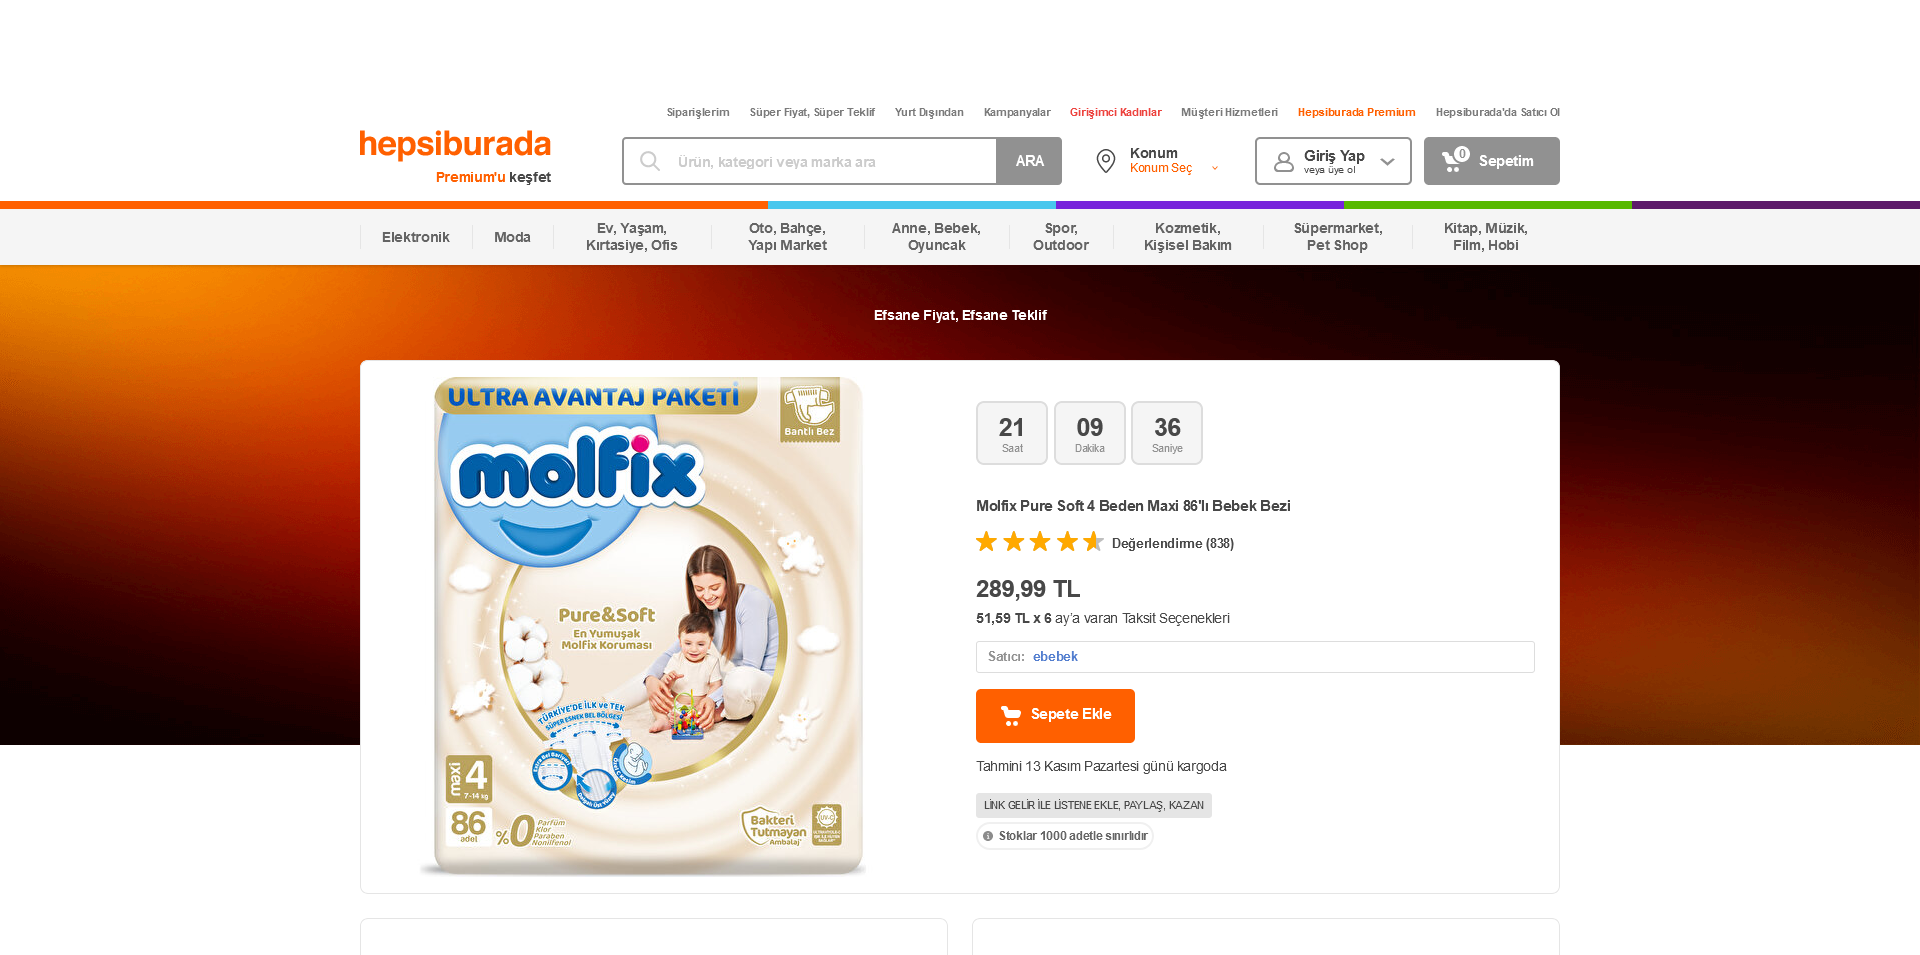 Siparişlerim
Süper Fiyat, Süper Teklif
Yurt Dışından
Kampanyalar
Girişimci Kadınlar
Müşteri Hizmetleri
Hepsiburada Premium
Hepsiburada'da Satıcı Ol
hepsiburada
Premium'u keşfet
Ürün, kategori veya marka ara
ARA
Konum
Konum Seç
Giriş Yap
veya üye ol
0
Sepetim
Elektronik
Moda
Ev, Yaşam,
Kırtasiye, Ofis
Oto, Bahçe,
Yapı Market
Anne, Bebek,
Oyuncak
Spor,
Outdoor
Kozmetik,
Kişisel Bakım
Süpermarket,
Pet Shop
Kitap, Müzik,
Film, Hobi
Efsane Fiyat, Efsane Teklif
ULTRA AVANTAJ PAKETİ
Bantlı Bez
molfix
Pure&Soft
En Yumuşak
Molfix Koruması
TÜRKİYE'DE İLK ve TEK
SÜPER ESNEK BEL BÖLGESİ
maxi
4
7-14 kg
86
adet
%0
Parfüm
Klor
Paraben
Nonilfenol
Bakteri
Tutmayan
Ambalaj
UV-C
21
Saat
09
Dakika
36
Saniye
Molfix Pure Soft 4 Beden Maxi 86'lı Bebek Bezi
Değerlendirme (838)
289,99 TL
51,59 TL x 6 ay'a varan Taksit Seçenekleri
Satıcı: ebebek
Sepete Ekle
Tahmini 13 Kasım Pazartesi günü kargoda
LİNK GELİR İLE LİSTENE EKLE, PAYLAŞ, KAZAN
Stoklar 1000 adetle sınırlıdır